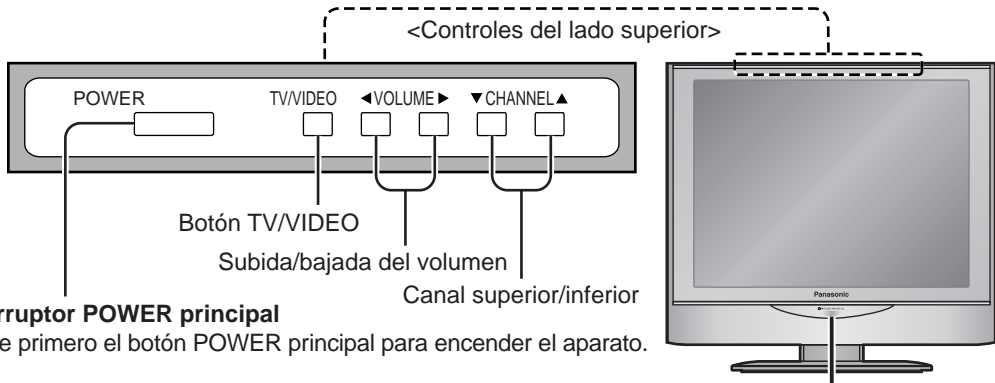 <Controles del lado superior>
POWER TV/VIDEO ◄VOLUME► ▼CHANNEL▲
Botón TV/VIDEO
Subida/bajada del volumen
Canal superior/inferior
Panasonic
rruptor POWER principal
e primero el botón POWER principal para encender el aparato.